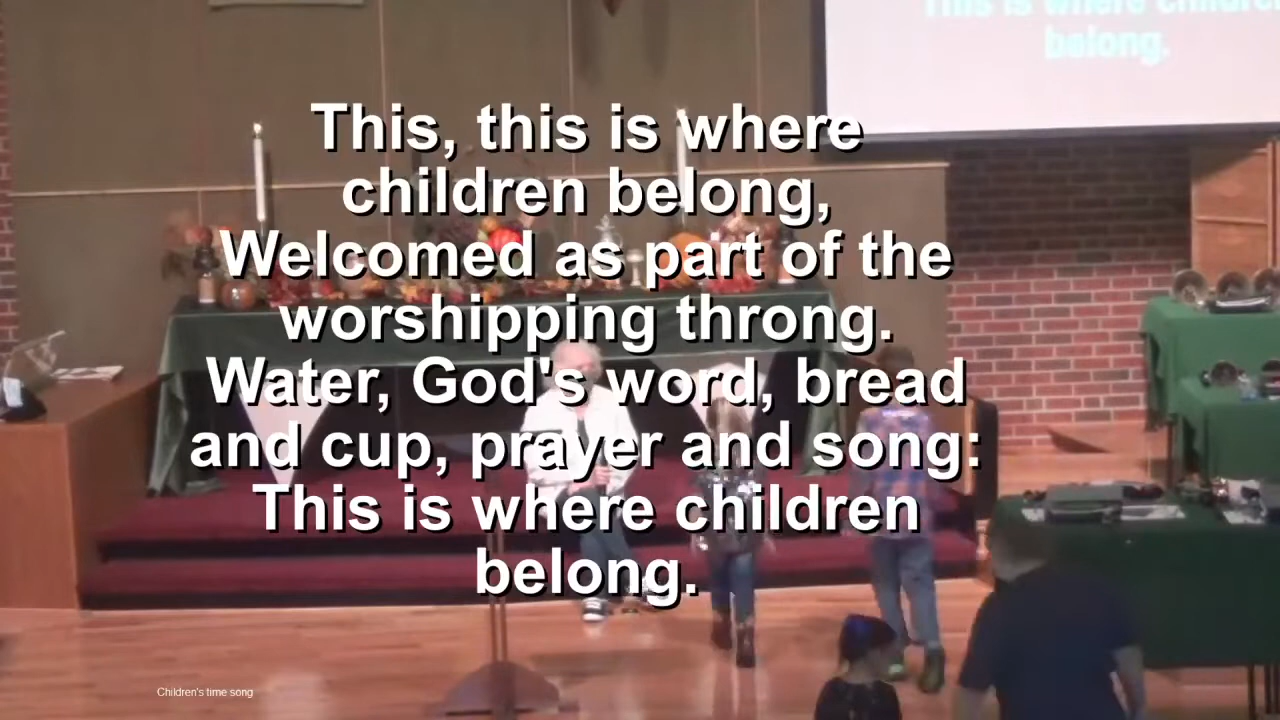 This is where children
belong.
This, this is where
children belong,
Welcomed as part of the
worshipping throng.
Water, God's word, bread
and cup, prayer and song:
This is where children
belong.
Children's time song